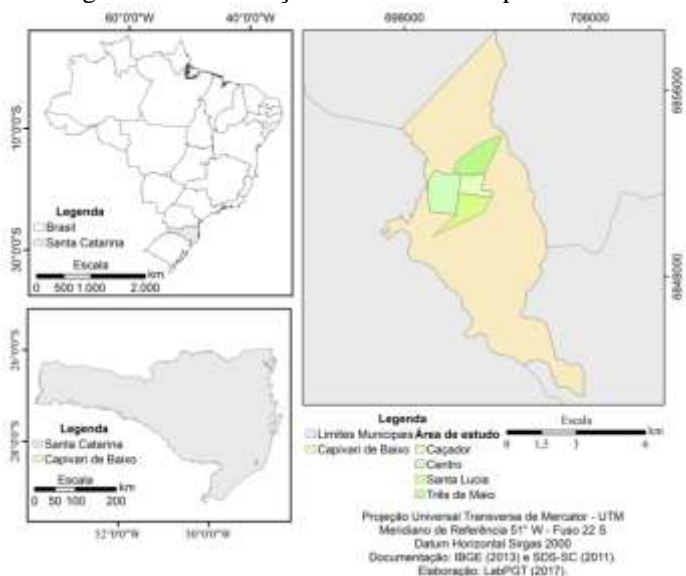 60°0'0"W 40°0'0"W
10°0'0"S
30°0'0"S
Legenda
Brasil
Santa Catarina
Escala
km
0 500 1.000 2.000
26°0'0"S
28°0'0"S
Legenda
Santa Catarina
Capivari de Baixo
Escala
km
0 50 100 200
52°0'0"W 50°0'0"W
696000 706000
6856000
6848000
Legenda
Limites Municipais
Capivari de Baixo
Área de estudo
Caçador
Centro
Santa Lucia
Três de Maio
Escala
km
0 1,5 3 6
Projeção Universal Transversa de Mercator - UTM
Meridiano de Referência 51° W - Fuso 22 S
Datum Horizontal Sirgas 2000
Documentação: IBGE (2013) e SDS-SC (2011).
Elaboração: LabPGT (2017).